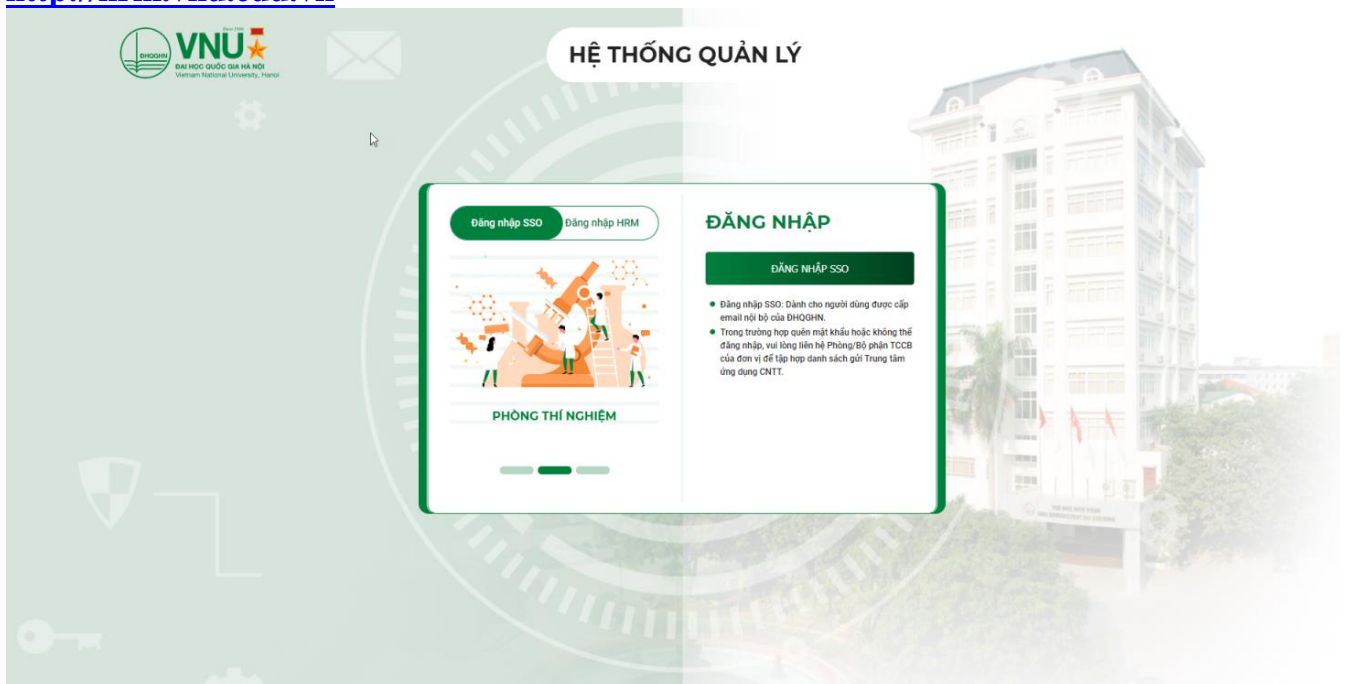 Since 1906
ĐHQGHN
VNU
ĐẠI HỌC QUỐC GIA HÀ NỘI
Vietnam National University, Hanoi
HỆ THỐNG QUẢN LÝ
Đăng nhập SSO
Đăng nhập HRM
PHÒNG THÍ NGHIỆM
ĐĂNG NHẬP
ĐĂNG NHẬP SSO
Đăng nhập SSO: Dành cho người dùng được cấp
email nội bộ của ĐHQGHN.
Trong trường hợp quên mật khẩu hoặc không thể
đăng nhập, vui lòng liên hệ Phòng/Bộ phận TCCB
của đơn vị để tập hợp danh sách gửi Trung tâm
ứng dụng CNTT.